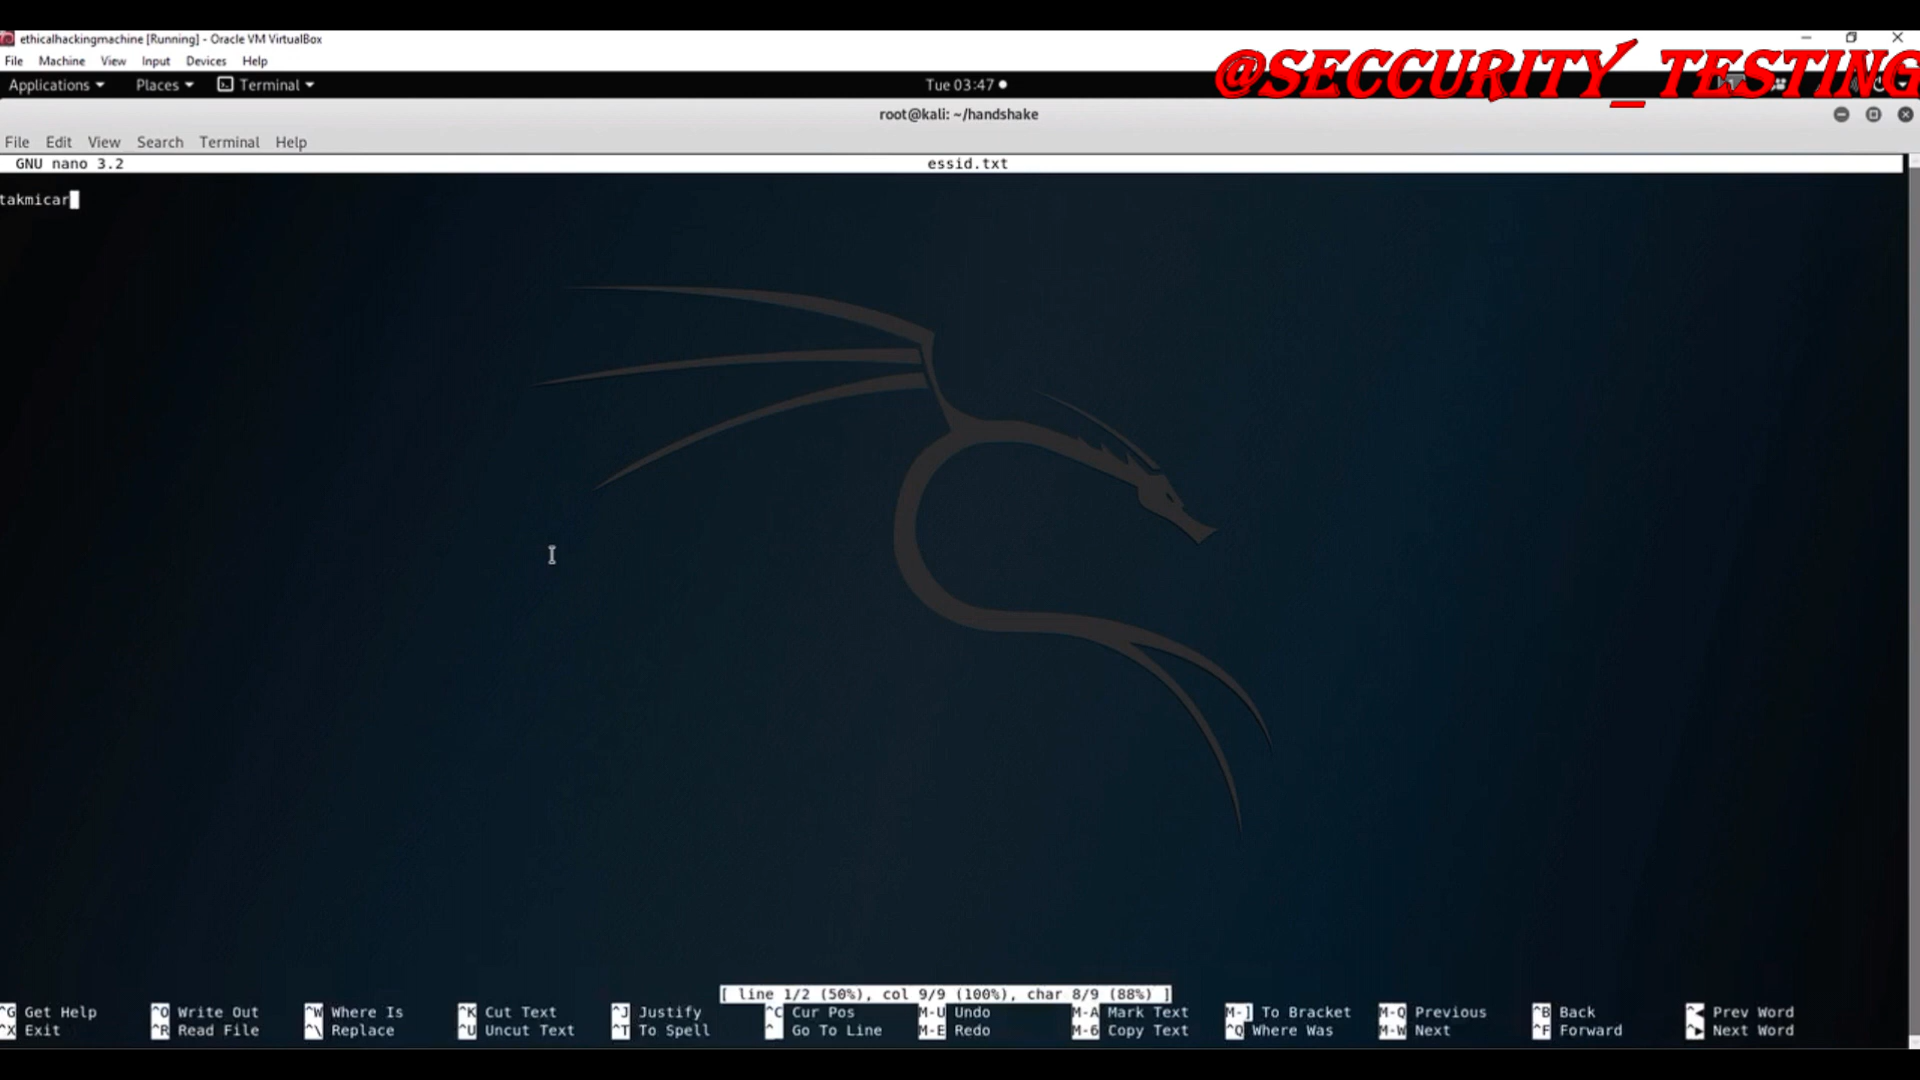 ethicalhackingmachine [Running] - Oracle VM VirtualBox
File Machine View Input Devices Help
@SECCURITY_TESTING
Applications Places Terminal Tue 03:47
root@kali: ~/handshake
File Edit View Search Terminal Help
GNU nano 3.2 essid.txt
takmicar
[ line 1/2 (50%), col 9/9 (100%), char 8/9 (88%) ]
^G Get Help ^O Write Out ^W Where Is ^K Cut Text ^J Justify ^C Cur Pos M-U Undo M-A Mark Text M-] To Bracket M-Q Previous ^B Back ^◀ Prev Word
^X Exit ^R Read File ^\ Replace ^U Uncut Text ^T To Spell ^_ Go To Line M-E Redo M-6 Copy Text ^Q Where Was M-W Next ^F Forward ^▶ Next Word